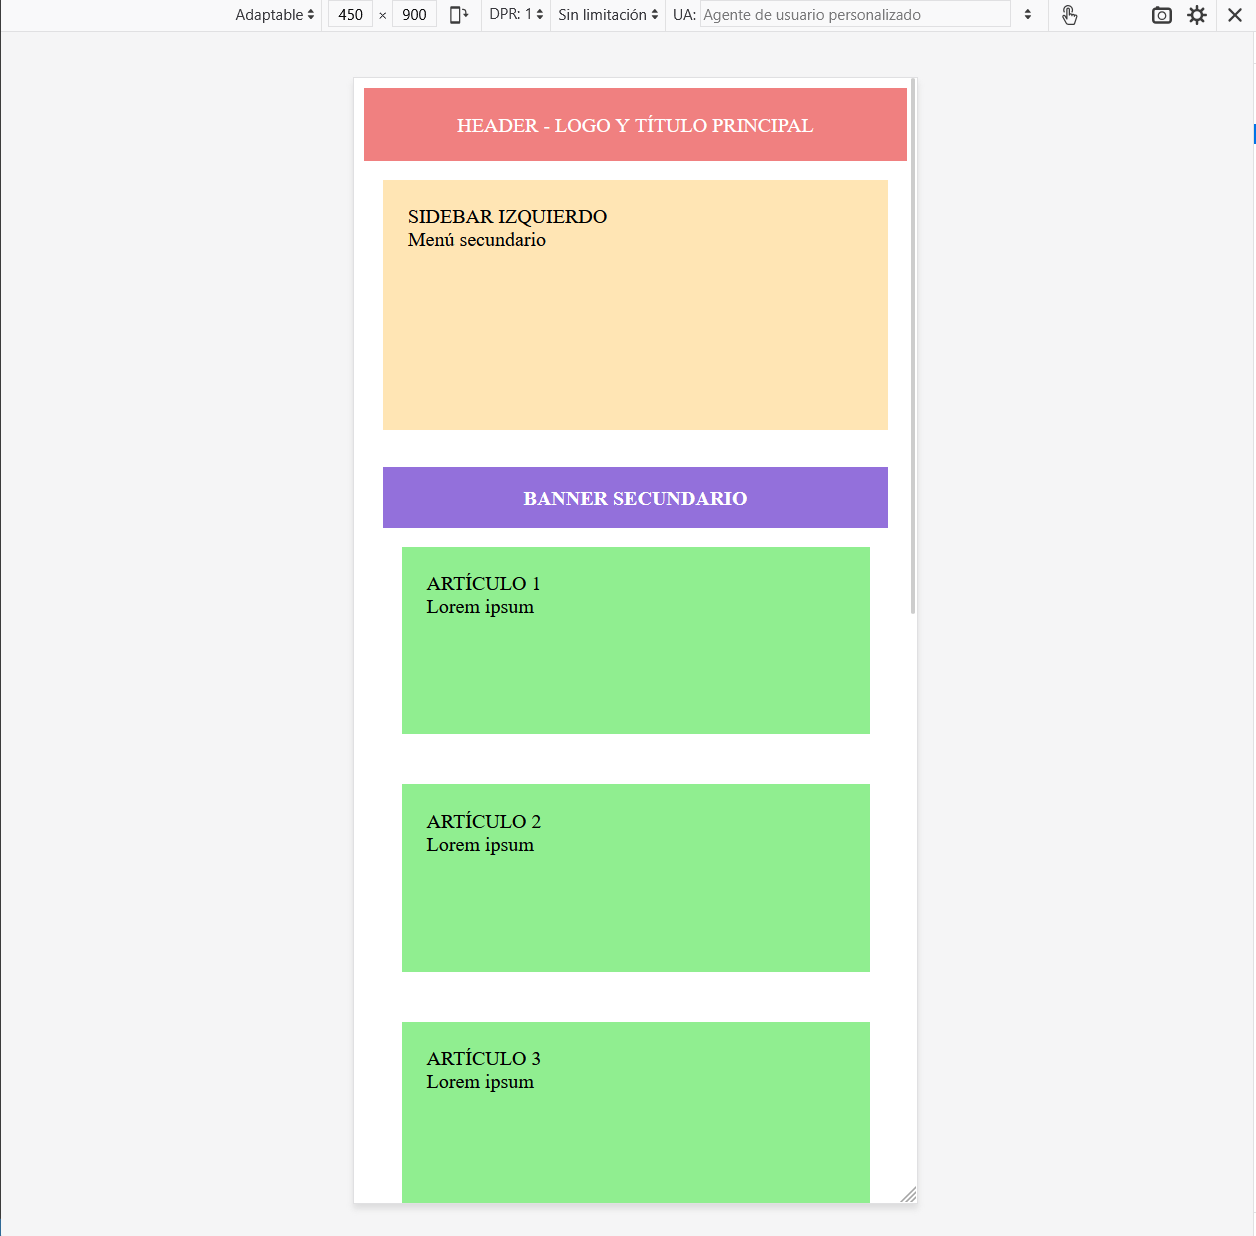 Adaptable 450 × 900 DPR: 1 Sin limitación UA: Agente de usuario personalizado
HEADER - LOGO Y TÍTULO PRINCIPAL
SIDEBAR IZQUIERDO
Menú secundario
BANNER SECUNDARIO
ARTÍCULO 1
Lorem ipsum
ARTÍCULO 2
Lorem ipsum
ARTÍCULO 3
Lorem ipsum